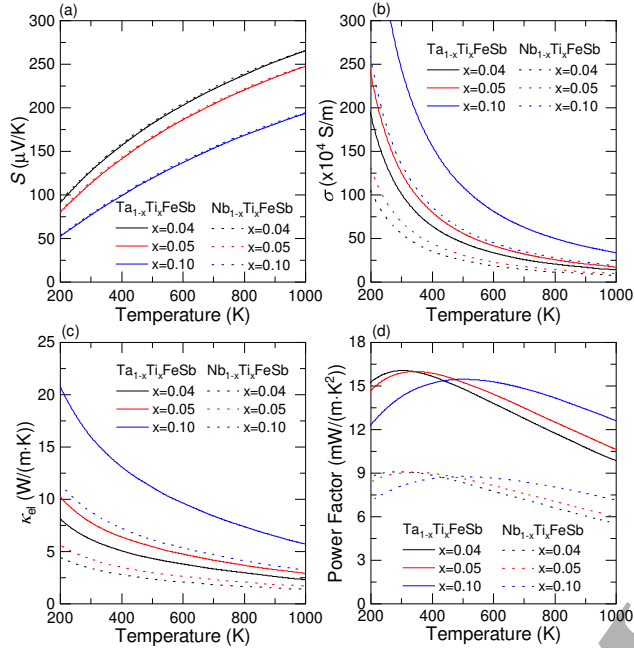 (a)
300
250
200
150
100
50
0
S (μV/K)
Ta1-xTixFeSb Nb1-xTixFeSb
x=0.04 x=0.04
x=0.05 x=0.05
x=0.10 x=0.10
200 400 600 800 1000
Temperature (K)
(b)
300
250
200
150
100
50
0
σ (x10⁴ S/m)
Ta1-xTixFeSb Nb1-xTixFeSb
x=0.04 x=0.04
x=0.05 x=0.05
x=0.10 x=0.10
200 400 600 800 1000
Temperature (K)
(c)
25
20
15
10
5
0
κel (W/(m·K))
Ta1-xTixFeSb Nb1-xTixFeSb
x=0.04 x=0.04
x=0.05 x=0.05
x=0.10 x=0.10
200 400 600 800 1000
Temperature (K)
(d)
18
15
12
9
6
3
0
Power Factor (mW/(m·K²))
Ta1-xTixFeSb Nb1-xTixFeSb
x=0.04 x=0.04
x=0.05 x=0.05
x=0.10 x=0.10
200 400 600 800 1000
Temperature (K)